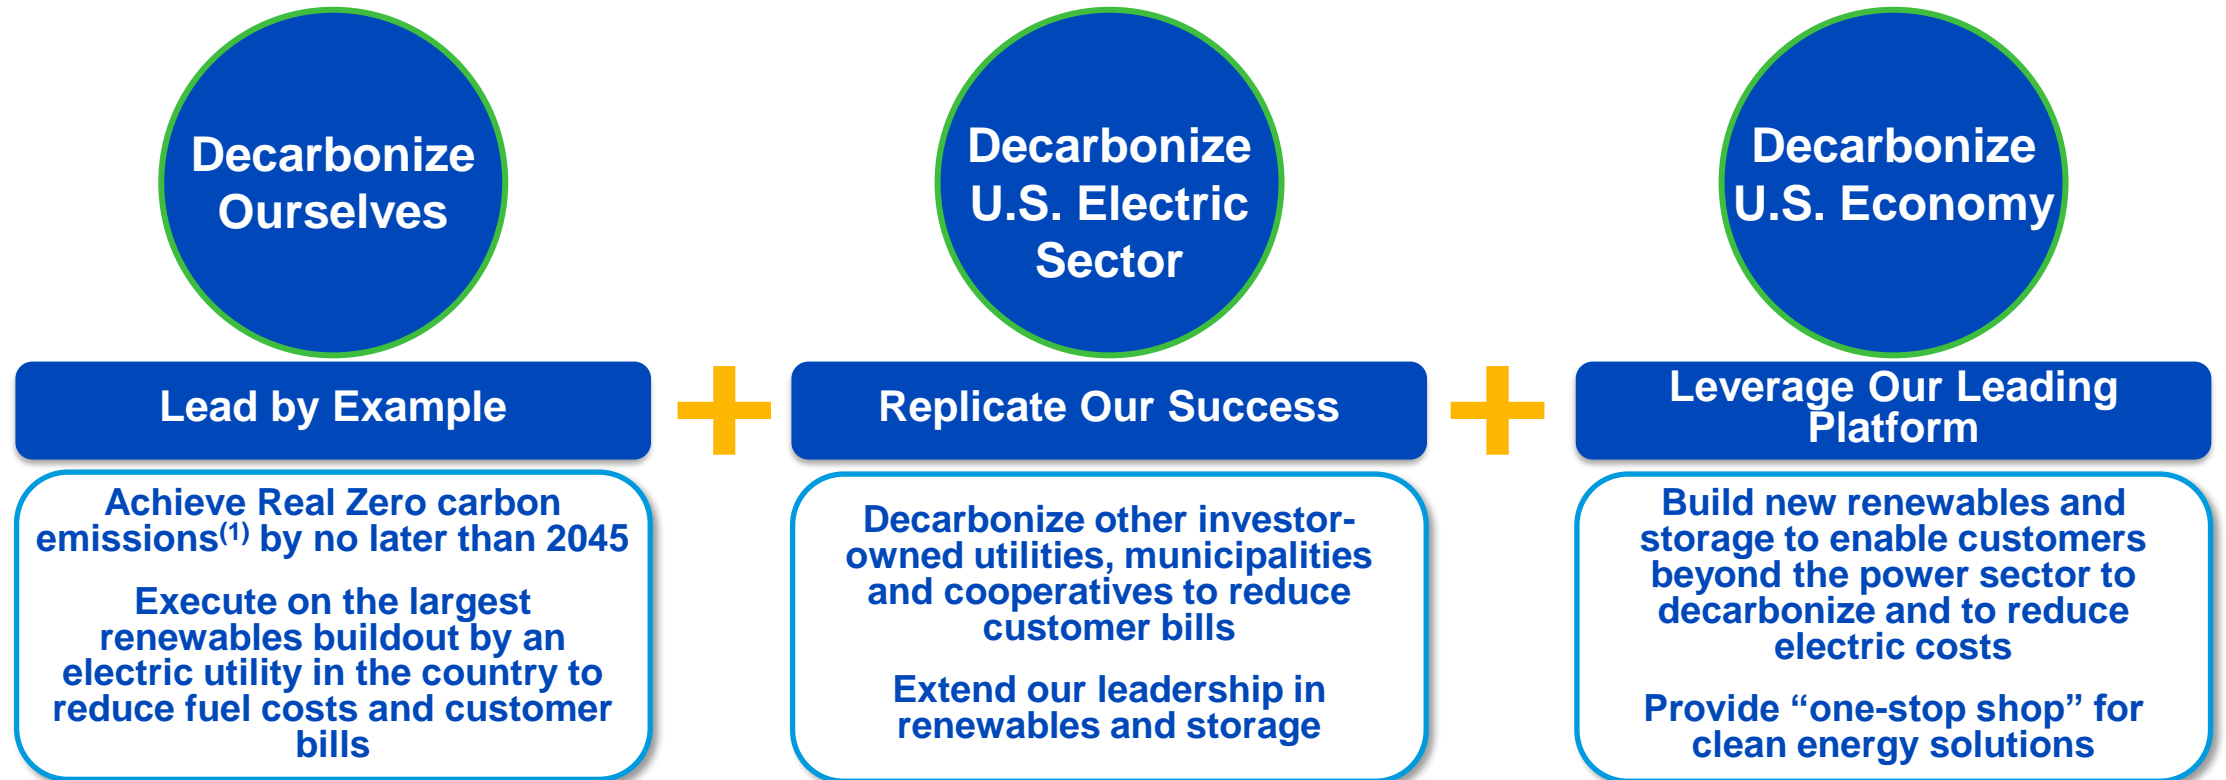 Decarbonize
Ourselves
Lead by Example
Achieve Real Zero carbon
emissions(1) by no later than 2045
Execute on the largest
renewables buildout by an
electric utility in the country to
reduce fuel costs and customer
bills
Decarbonize
U.S. Electric
Sector
Replicate Our Success
Decarbonize other investor-
owned utilities, municipalities
and cooperatives to reduce
customer bills
Extend our leadership in
renewables and storage
Decarbonize
U.S. Economy
Leverage Our Leading
Platform
Build new renewables and
storage to enable customers
beyond the power sector to
decarbonize and to reduce
electric costs
Provide “one-stop shop” for
clean energy solutions